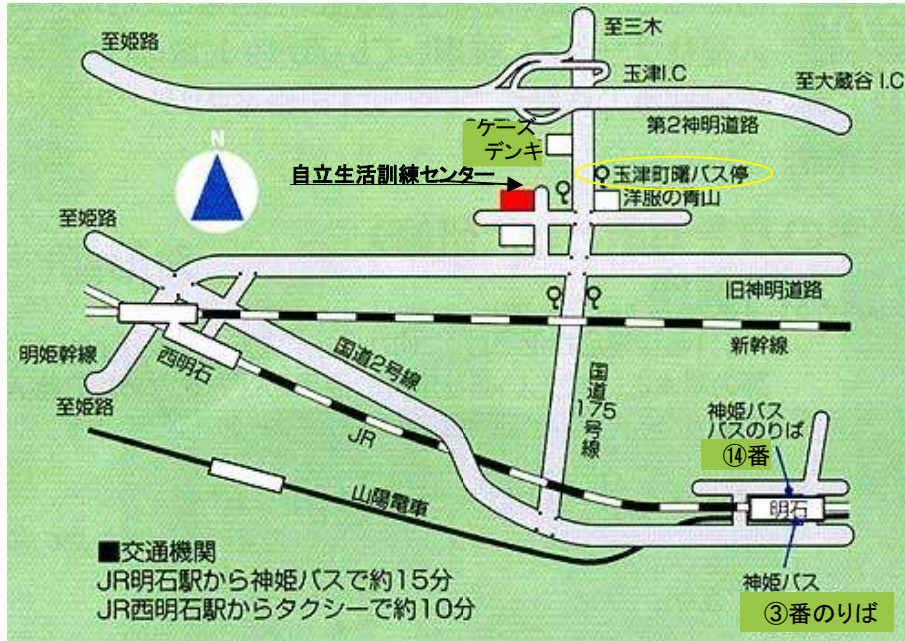 至三木
至姫路
玉津I.C
至大蔵谷 I.C
第2神明道路
ケーズ
デンキ
N
自立生活訓練センター
玉津町曙バス停
洋服の青山
至姫路
旧神明道路
新幹線
明姫幹線
西明石
国道2号線
国道175号線
至姫路
JR
神姫バス
バスのりば
⑭番
山陽電車
明石
■交通機関
JR明石駅から神姫バスで約15分
JR西明石駅からタクシーで約10分
神姫バス
③番のりば